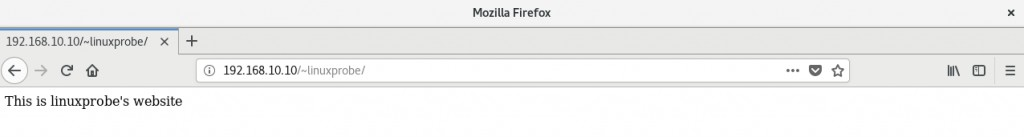 Mozilla Firefox
192.168.10.10/~linuxprobe/
192.168.10.10/~linuxprobe/
This is linuxprobe's website